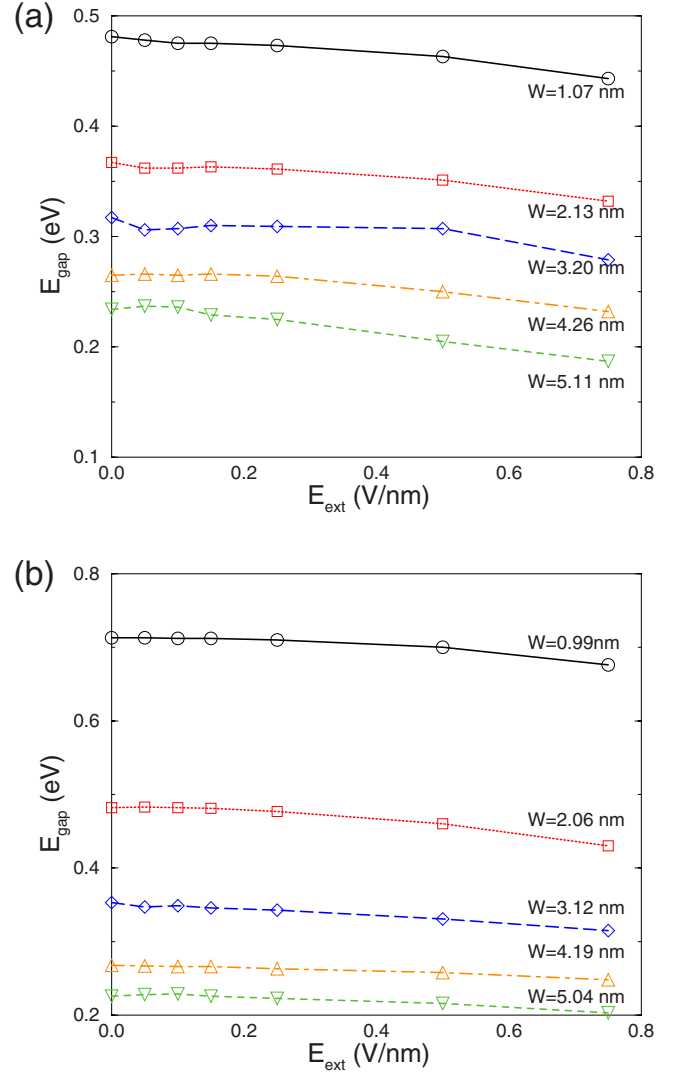 (a)
0.5
W=1.07 nm
0.4
W=2.13 nm
0.3
W=3.20 nm
E_gap (eV)
W=4.26 nm
0.2
W=5.11 nm
0.1
0.0 0.2 0.4 0.6 0.8
E_ext (V/nm)
(b)
0.8
W=0.99nm
0.6
W=2.06 nm
E_gap (eV)
0.4
W=3.12 nm
W=4.19 nm
W=5.04 nm
0.2
0.0 0.2 0.4 0.6 0.8
E_ext (V/nm)